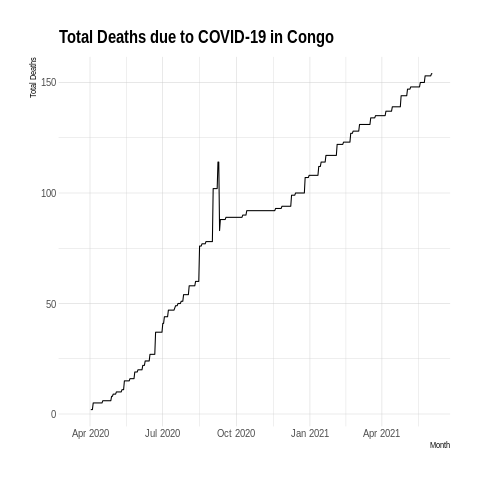 Total Deaths due to COVID-19 in Congo
Total Deaths
150
100
50
0
Apr 2020 Jul 2020 Oct 2020 Jan 2021 Apr 2021
Month